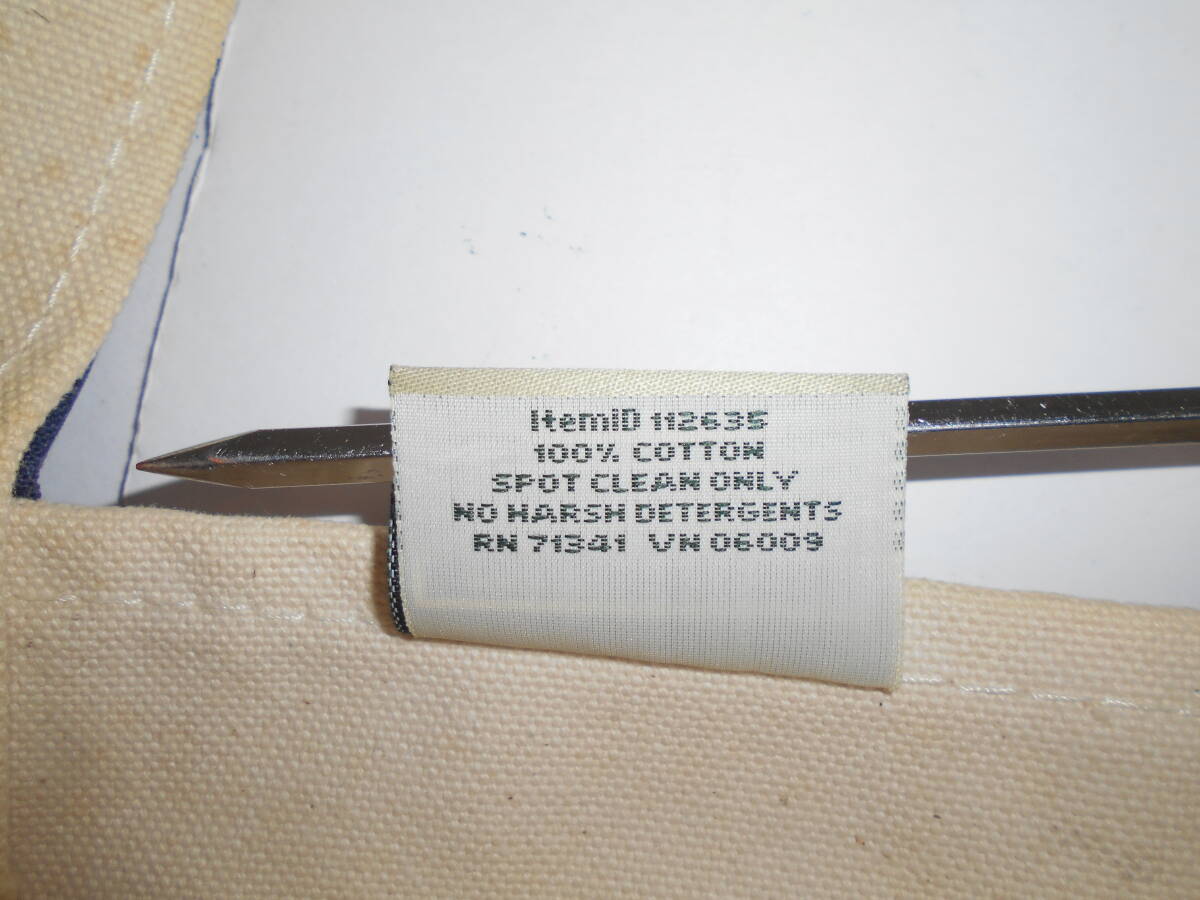 ItemID 112635
100% COTTON
SPOT CLEAN ONLY
NO HARSH DETERGENTS
RN 71341 VN 06009